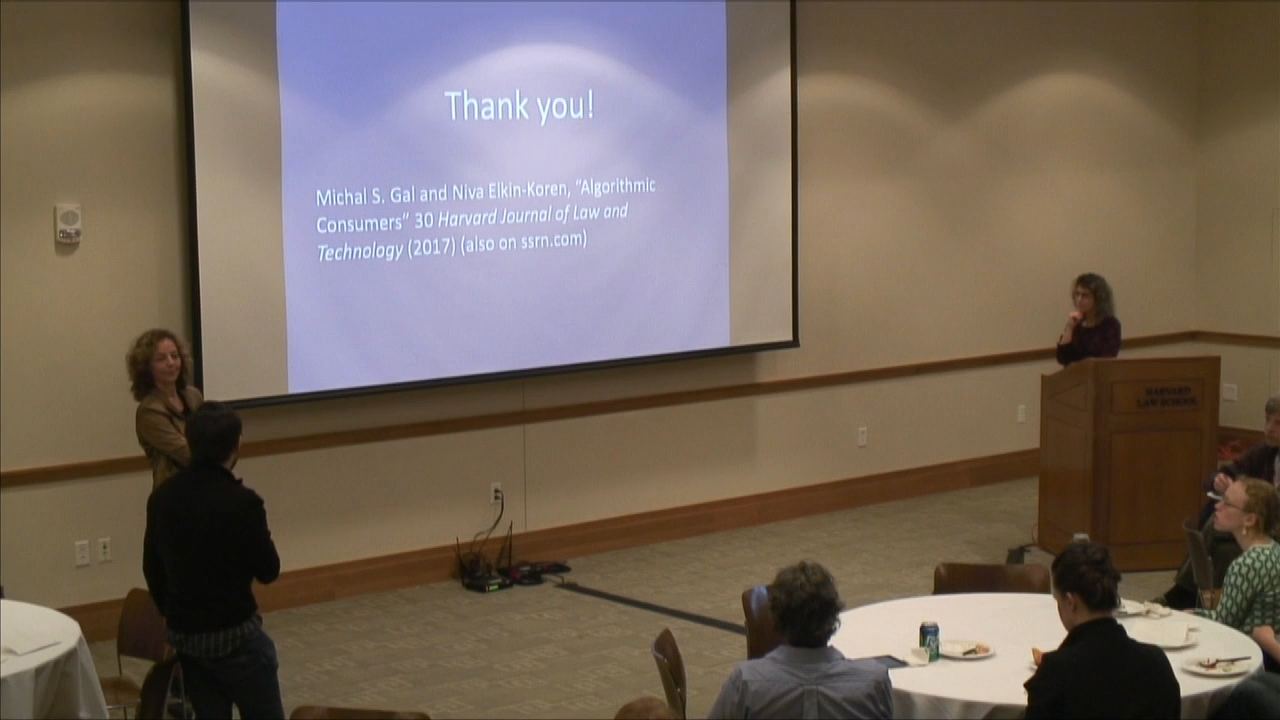 Thank you!
Michal S. Gal and Niva Elkin-Koren, "Algorithmic
Consumers" 30 Harvard Journal of Law and
Technology (2017) (also on ssrn.com)
HARVARD
LAW SCHOOL